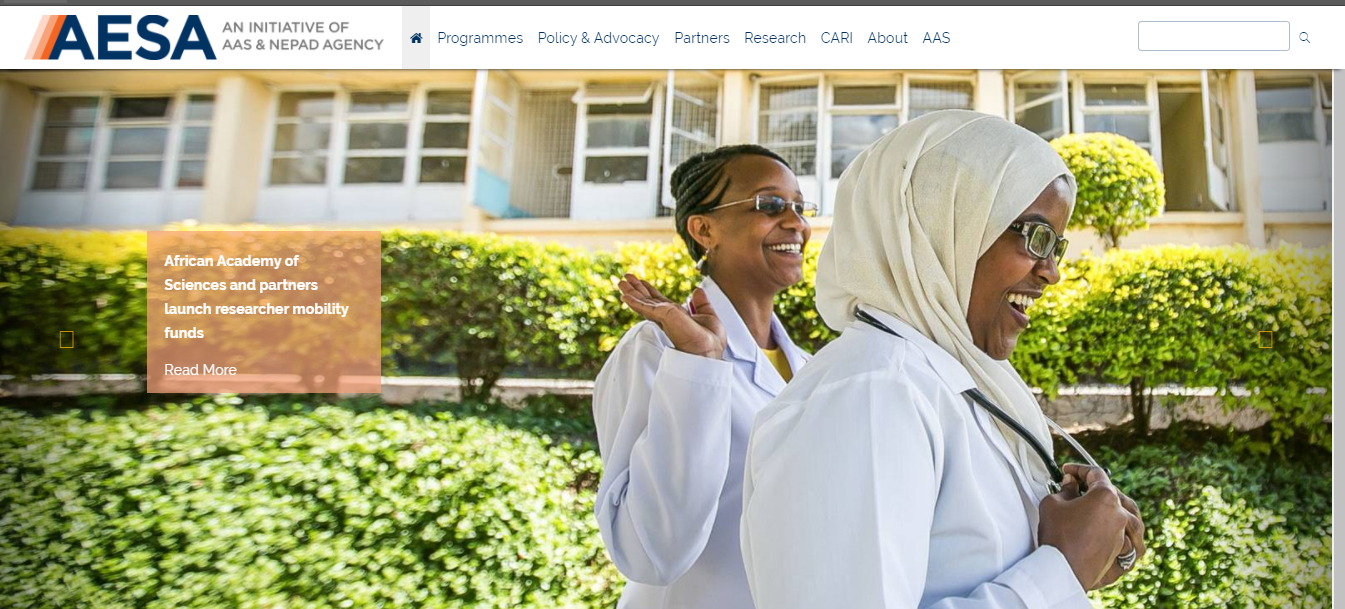 AESA
AN INITIATIVE OF
AAS & NEPAD AGENCY
Programmes Policy & Advocacy Partners Research CARI About AAS
African Academy of
Sciences and partners
launch researcher mobility
funds
Read More